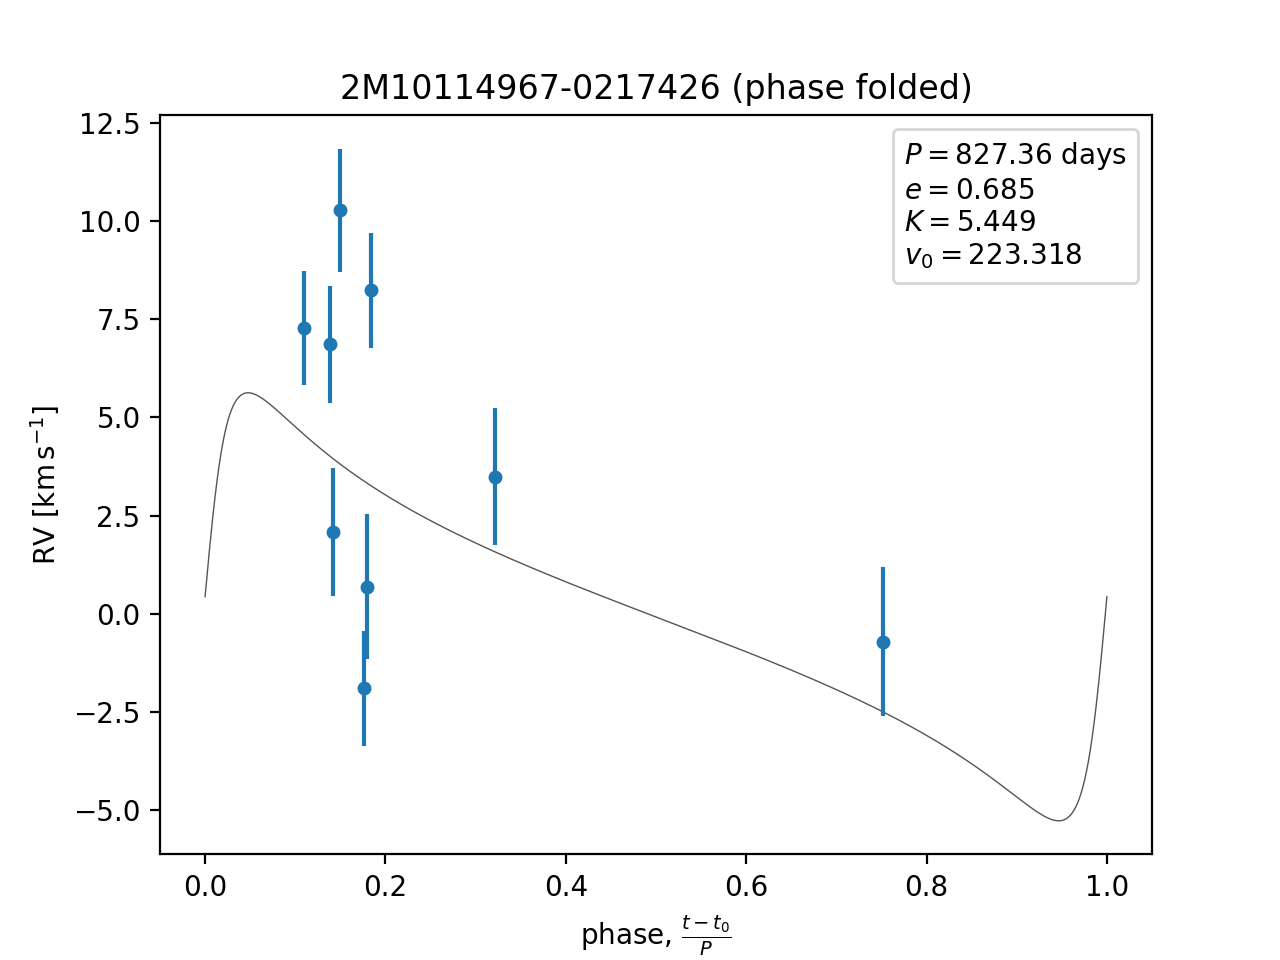 2M10114967-0217426 (phase folded)
P = 827.36 days
e = 0.685
K = 5.449
v₀ = 223.318
12.5
10.0
7.5
5.0
2.5
0.0
−2.5
−5.0
RV [km s⁻¹]
0.0 0.2 0.4 0.6 0.8 1.0
phase, (t − t₀)/P